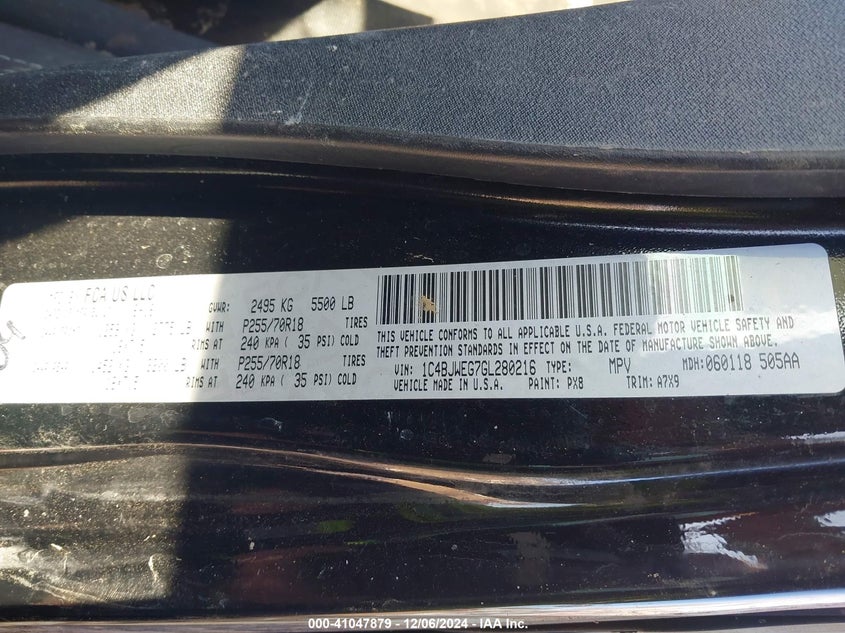 FCA US LLC
GVWR: 2495 KG 5500 LB
WITH P255/70R18 TIRES
RIMS AT 240 KPA ( 35 PSI) COLD
WITH P255/70R18 TIRES
RIMS AT 240 KPA ( 35 PSI) COLD
THIS VEHICLE CONFORMS TO ALL APPLICABLE U.S.A. FEDERAL MOTOR VEHICLE SAFETY AND
THEFT PREVENTION STANDARDS IN EFFECT ON THE DATE OF MANUFACTURE SHOWN ABOVE.
VIN: 1C4BJWEG7GL280216 TYPE: MPV MDH: 060118 505AA
VEHICLE MADE IN U.S.A. PAINT: PX8 TRIM: A7X9
000-41047879 - 12/06/2024 - IAA Inc.